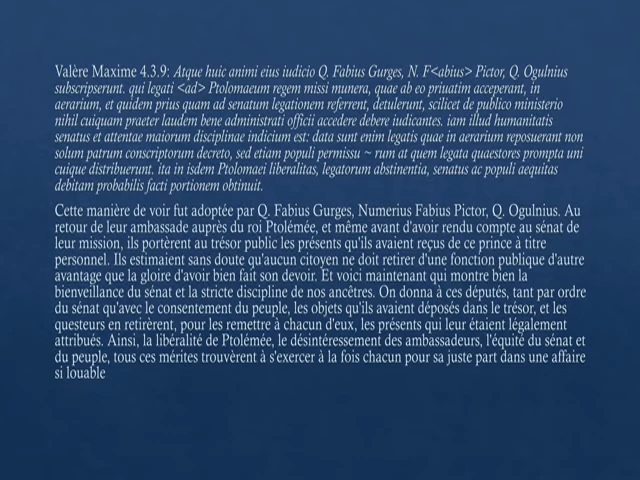 Valère Maxime 4.3.9: Atque huic animi eius iudicio Q. Fabius Gurges, N. F<abius> Pictor, Q. Ogulnius
subscripserunt. qui legati <ad> Ptolomaeum regem missi munera, quae ab eo priuatim acceperant, in
aerarium, et quidem prius quam ad senatum legationem referrent, detulerunt, scilicet de publico ministerio
nihil cuiquam praeter laudem bene administrati officii accedere debere iudicantes. iam illud humanitatis
senatus et attentae maiorum disciplinae indicium est: data sunt enim legatis quae in aerarium reposuerant non
solum patrum conscriptorum decreto, sed etiam populi permissu ~ rum at quem legata quaestores prompta uni
cuique distribuerunt. ita in isdem Ptolomaei liberalitas, legatorum abstinentia, senatus ac populi aequitas
debitam probabilis facti portionem obtinuit.
Cette manière de voir fut adoptée par Q. Fabius Gurges, Numerius Fabius Pictor, Q. Ogulnius. Au
retour de leur ambassade auprès du roi Ptolémée, et même avant d'avoir rendu compte au sénat de
leur mission, ils portèrent au trésor public les présents qu'ils avaient reçus de ce prince à titre
personnel. Ils estimaient sans doute qu'aucun citoyen ne doit retirer d'une fonction publique d'autre
avantage que la gloire d'avoir bien fait son devoir. Et voici maintenant qui montre bien la
bienveillance du sénat et la stricte discipline de nos ancêtres. On donna à ces députés, tant par ordre
du sénat qu'avec le consentement du peuple, les objets qu'ils avaient déposés dans le trésor, et les
questeurs en retirèrent, pour les remettre à chacun d'eux, les présents qui leur étaient légalement
attribués. Ainsi, la libéralité de Ptolémée, le désintéressement des ambassadeurs, l'équité du sénat et
du peuple, tous ces mérites trouvèrent à s'exercer à la fois chacun pour sa juste part dans une affaire
si louable